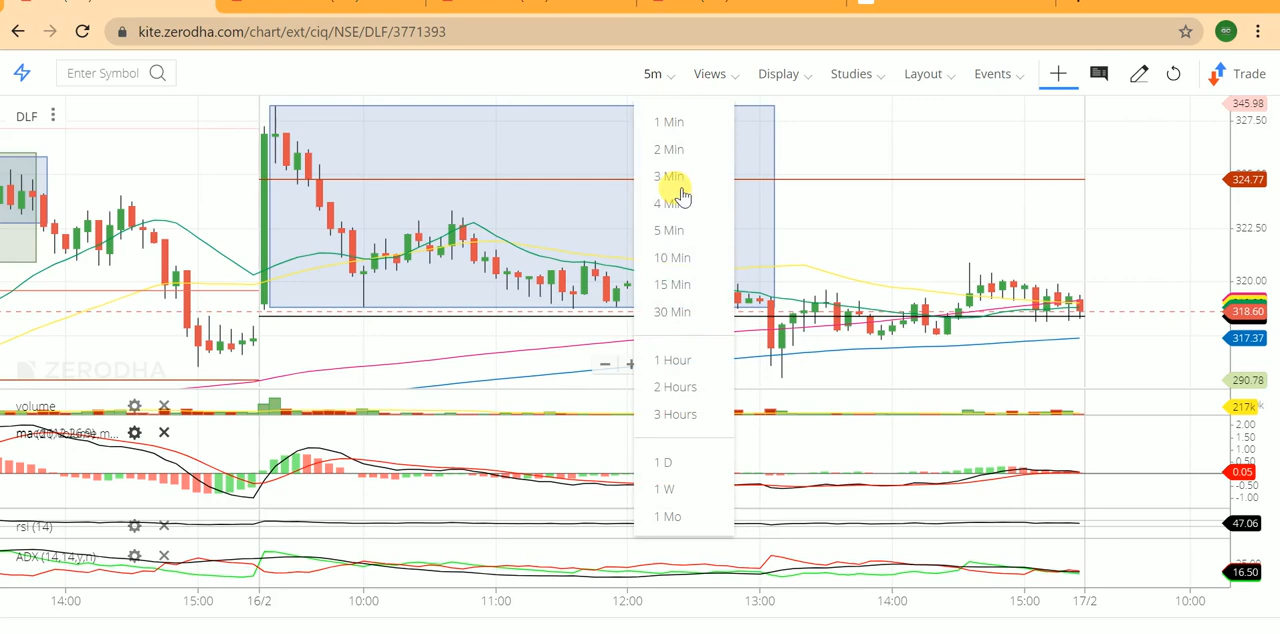 kite.zerodha.com/chart/ext/ciq/NSE/DLF/3771393
Enter Symbol
5m
Views
Display
Studies
Layout
Events
Trade
DLF
1 Min
2 Min
3 Min
4 Min
5 Min
10 Min
15 Min
30 Min
1 Hour
2 Hours
3 Hours
1 D
1 W
1 Mo
345.98
327.50
324.77
322.50
320.00
318.60
317.37
290.78
ZERODHA
volume
217k
2.00
1.50
1.00
0.05
-0.50
-1.00
rsi (14)
47.06
ADX (14,14,y,n)
16.50
14:00
15:00
16/2
10:00
11:00
12:00
13:00
14:00
15:00
17/2
10:00